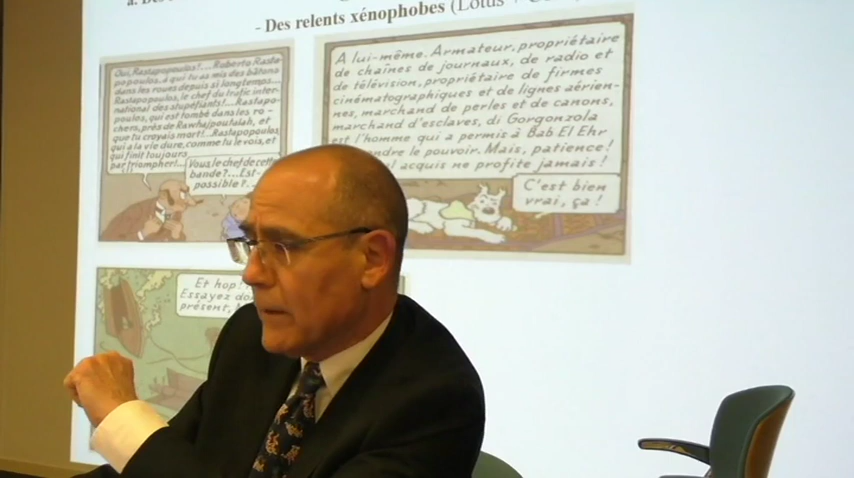 - Des relents xénophobes (Lotus
Oui, Rastapopoulos?... Roberto Rasta-
popoulos, à qui tu as mis des bâtons
dans les roues depuis si longtemps...
Rastapopoulos, le chef du trafic inter-
national des stupéfiants!... Rastapo-
poulos, qui est tombé dans les ro-
chers, près de Rawhajpoutalah, et
que tu croyais mort!... Rastapopoulos,
qui a la vie dure, comme tu le vois, et
qui finit toujours
par triompher!...
Vous, le chef de cette
bande?... Est-
possible?..
A lui-même. Armateur, propriétaire
de chaînes de journaux, de radio et
de télévision, propriétaire de firmes
cinématographiques et de lignes aérien-
nes, marchand de perles et de canons,
marchand d'esclaves, di Gorgonzola
est l'homme qui a permis à Bab El Ehr
prendre le pouvoir. Mais, patience!
acquis ne profite jamais!
C'est bien
vrai, ça!
Et hop!
Essayez
présent,